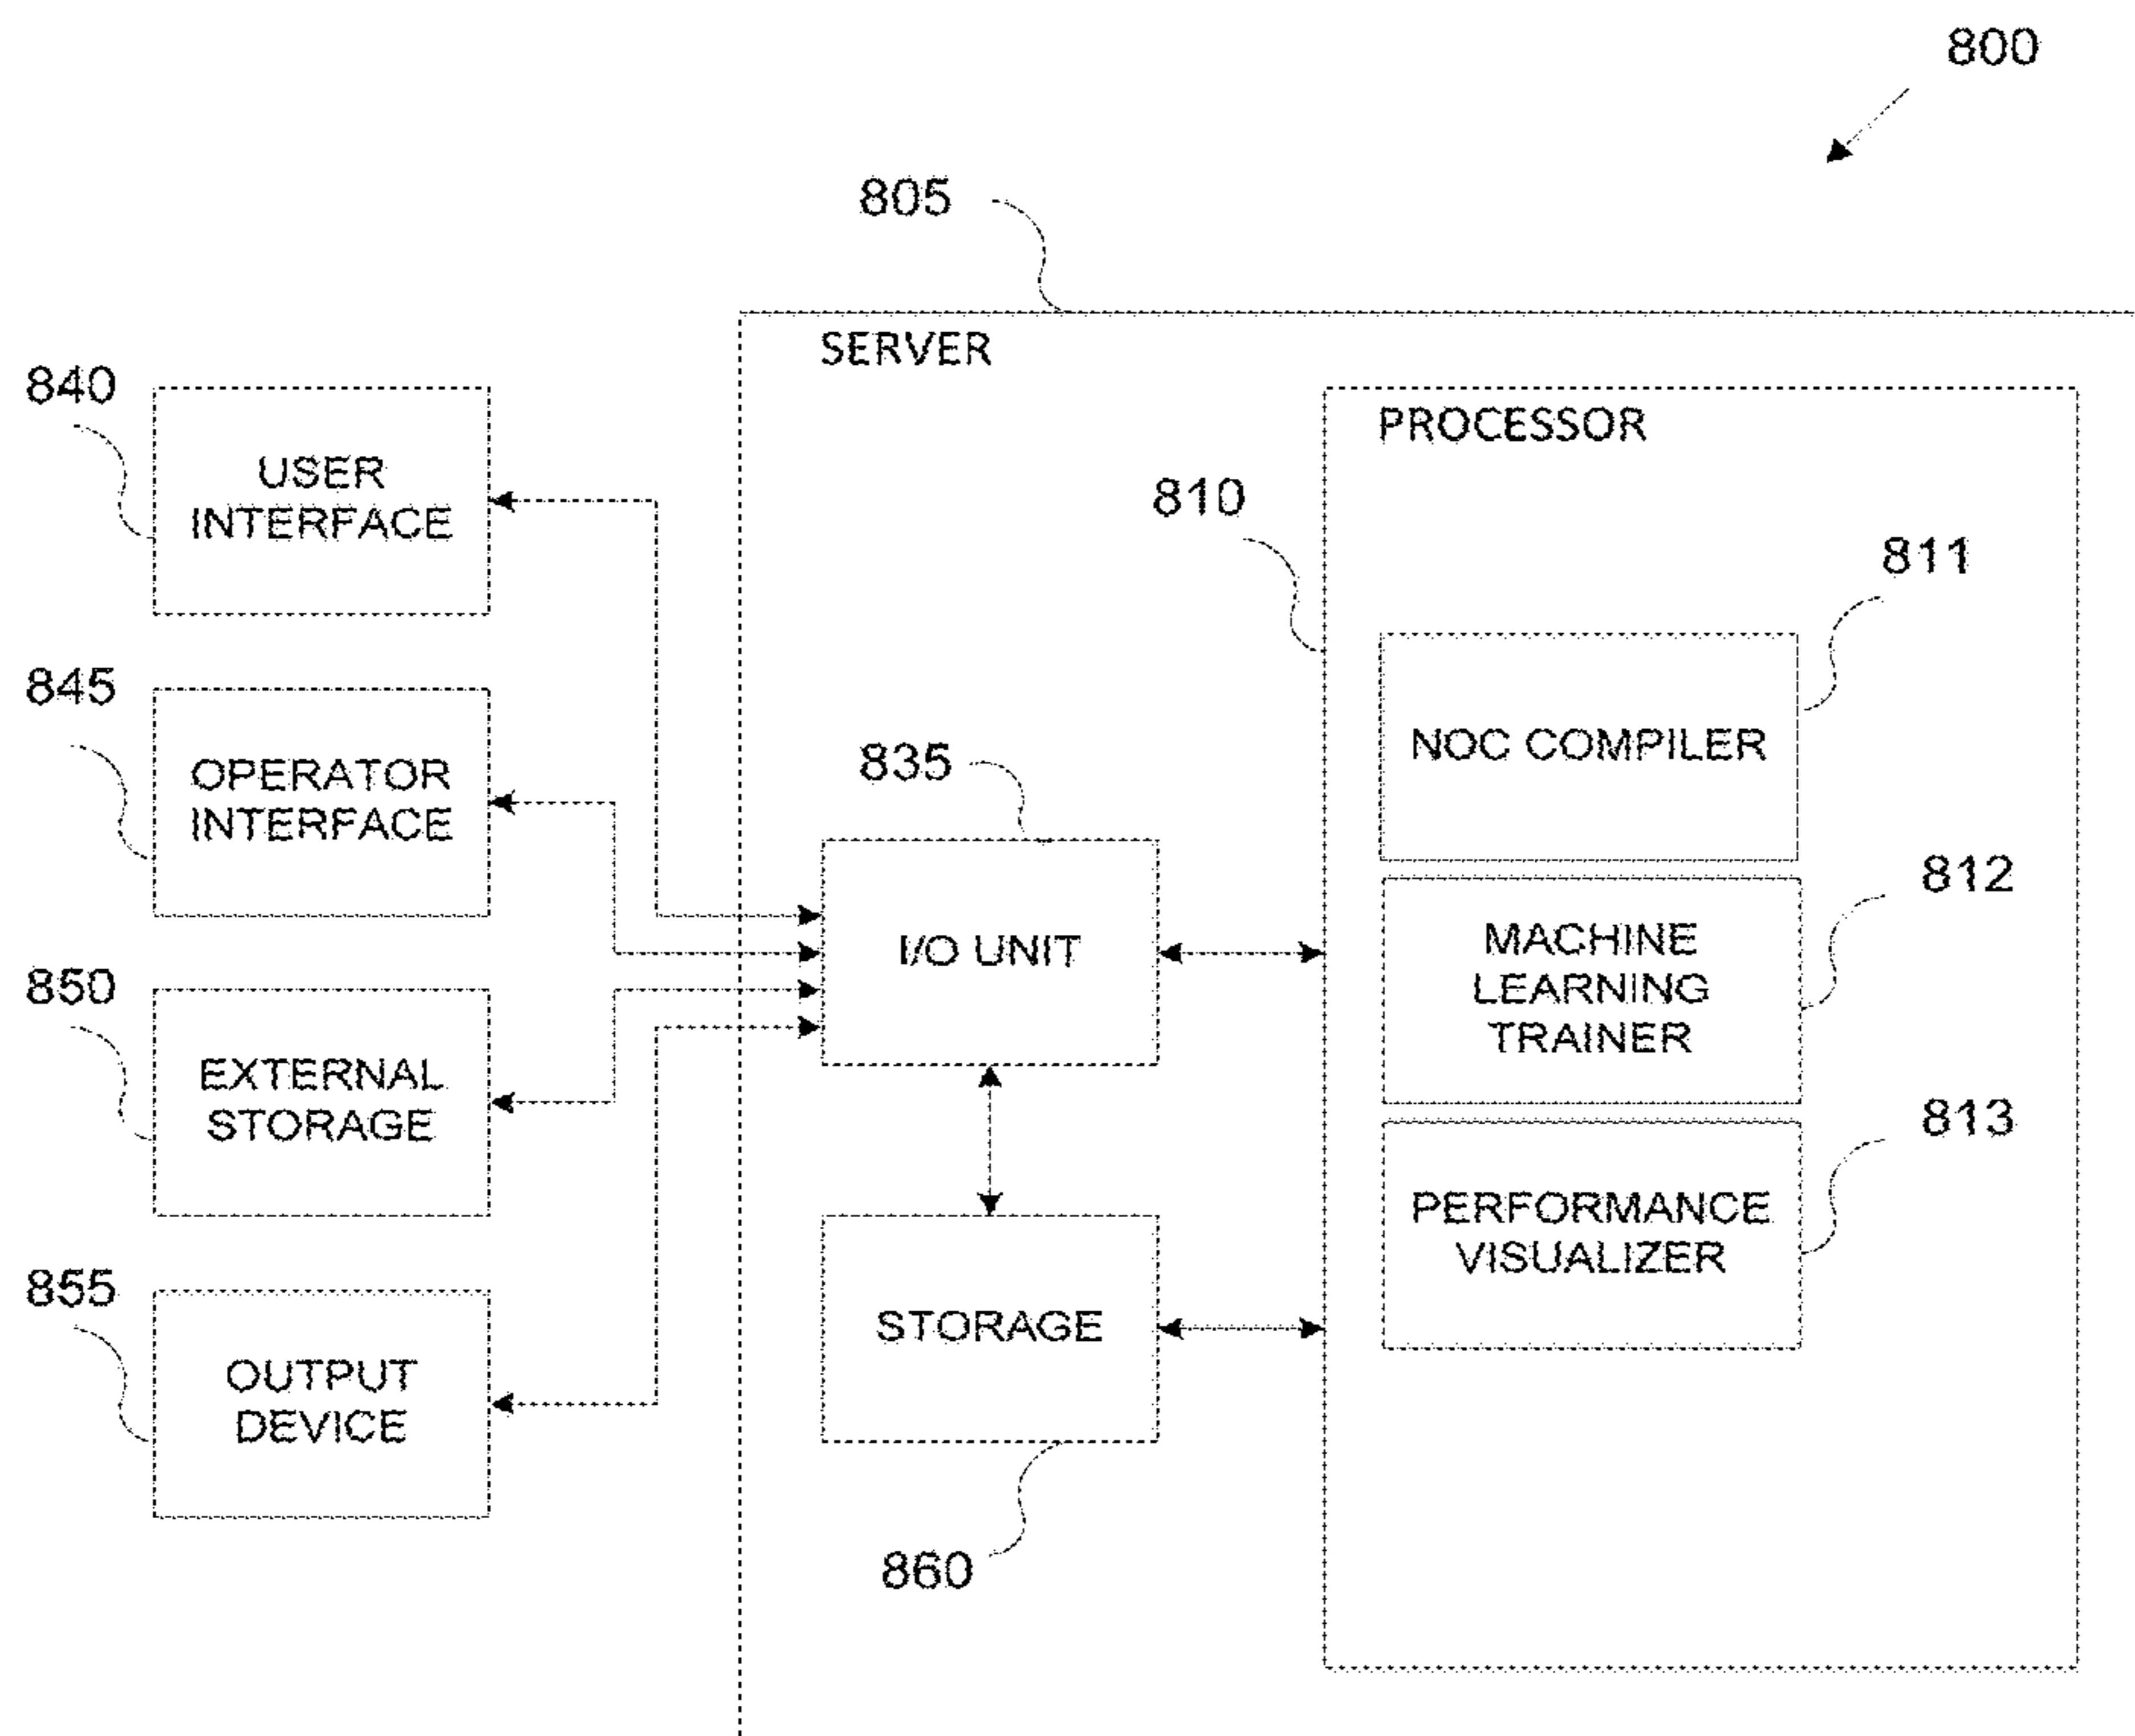 800
805
SERVER
840
USER
INTERFACE
PROCESSOR
810
811
845
OPERATOR
INTERFACE
835
NOC COMPILER
812
850
I/O UNIT
MACHINE
LEARNING
TRAINER
EXTERNAL
STORAGE
813
855
PERFORMANCE
VISUALIZER
STORAGE
OUTPUT
DEVICE
860